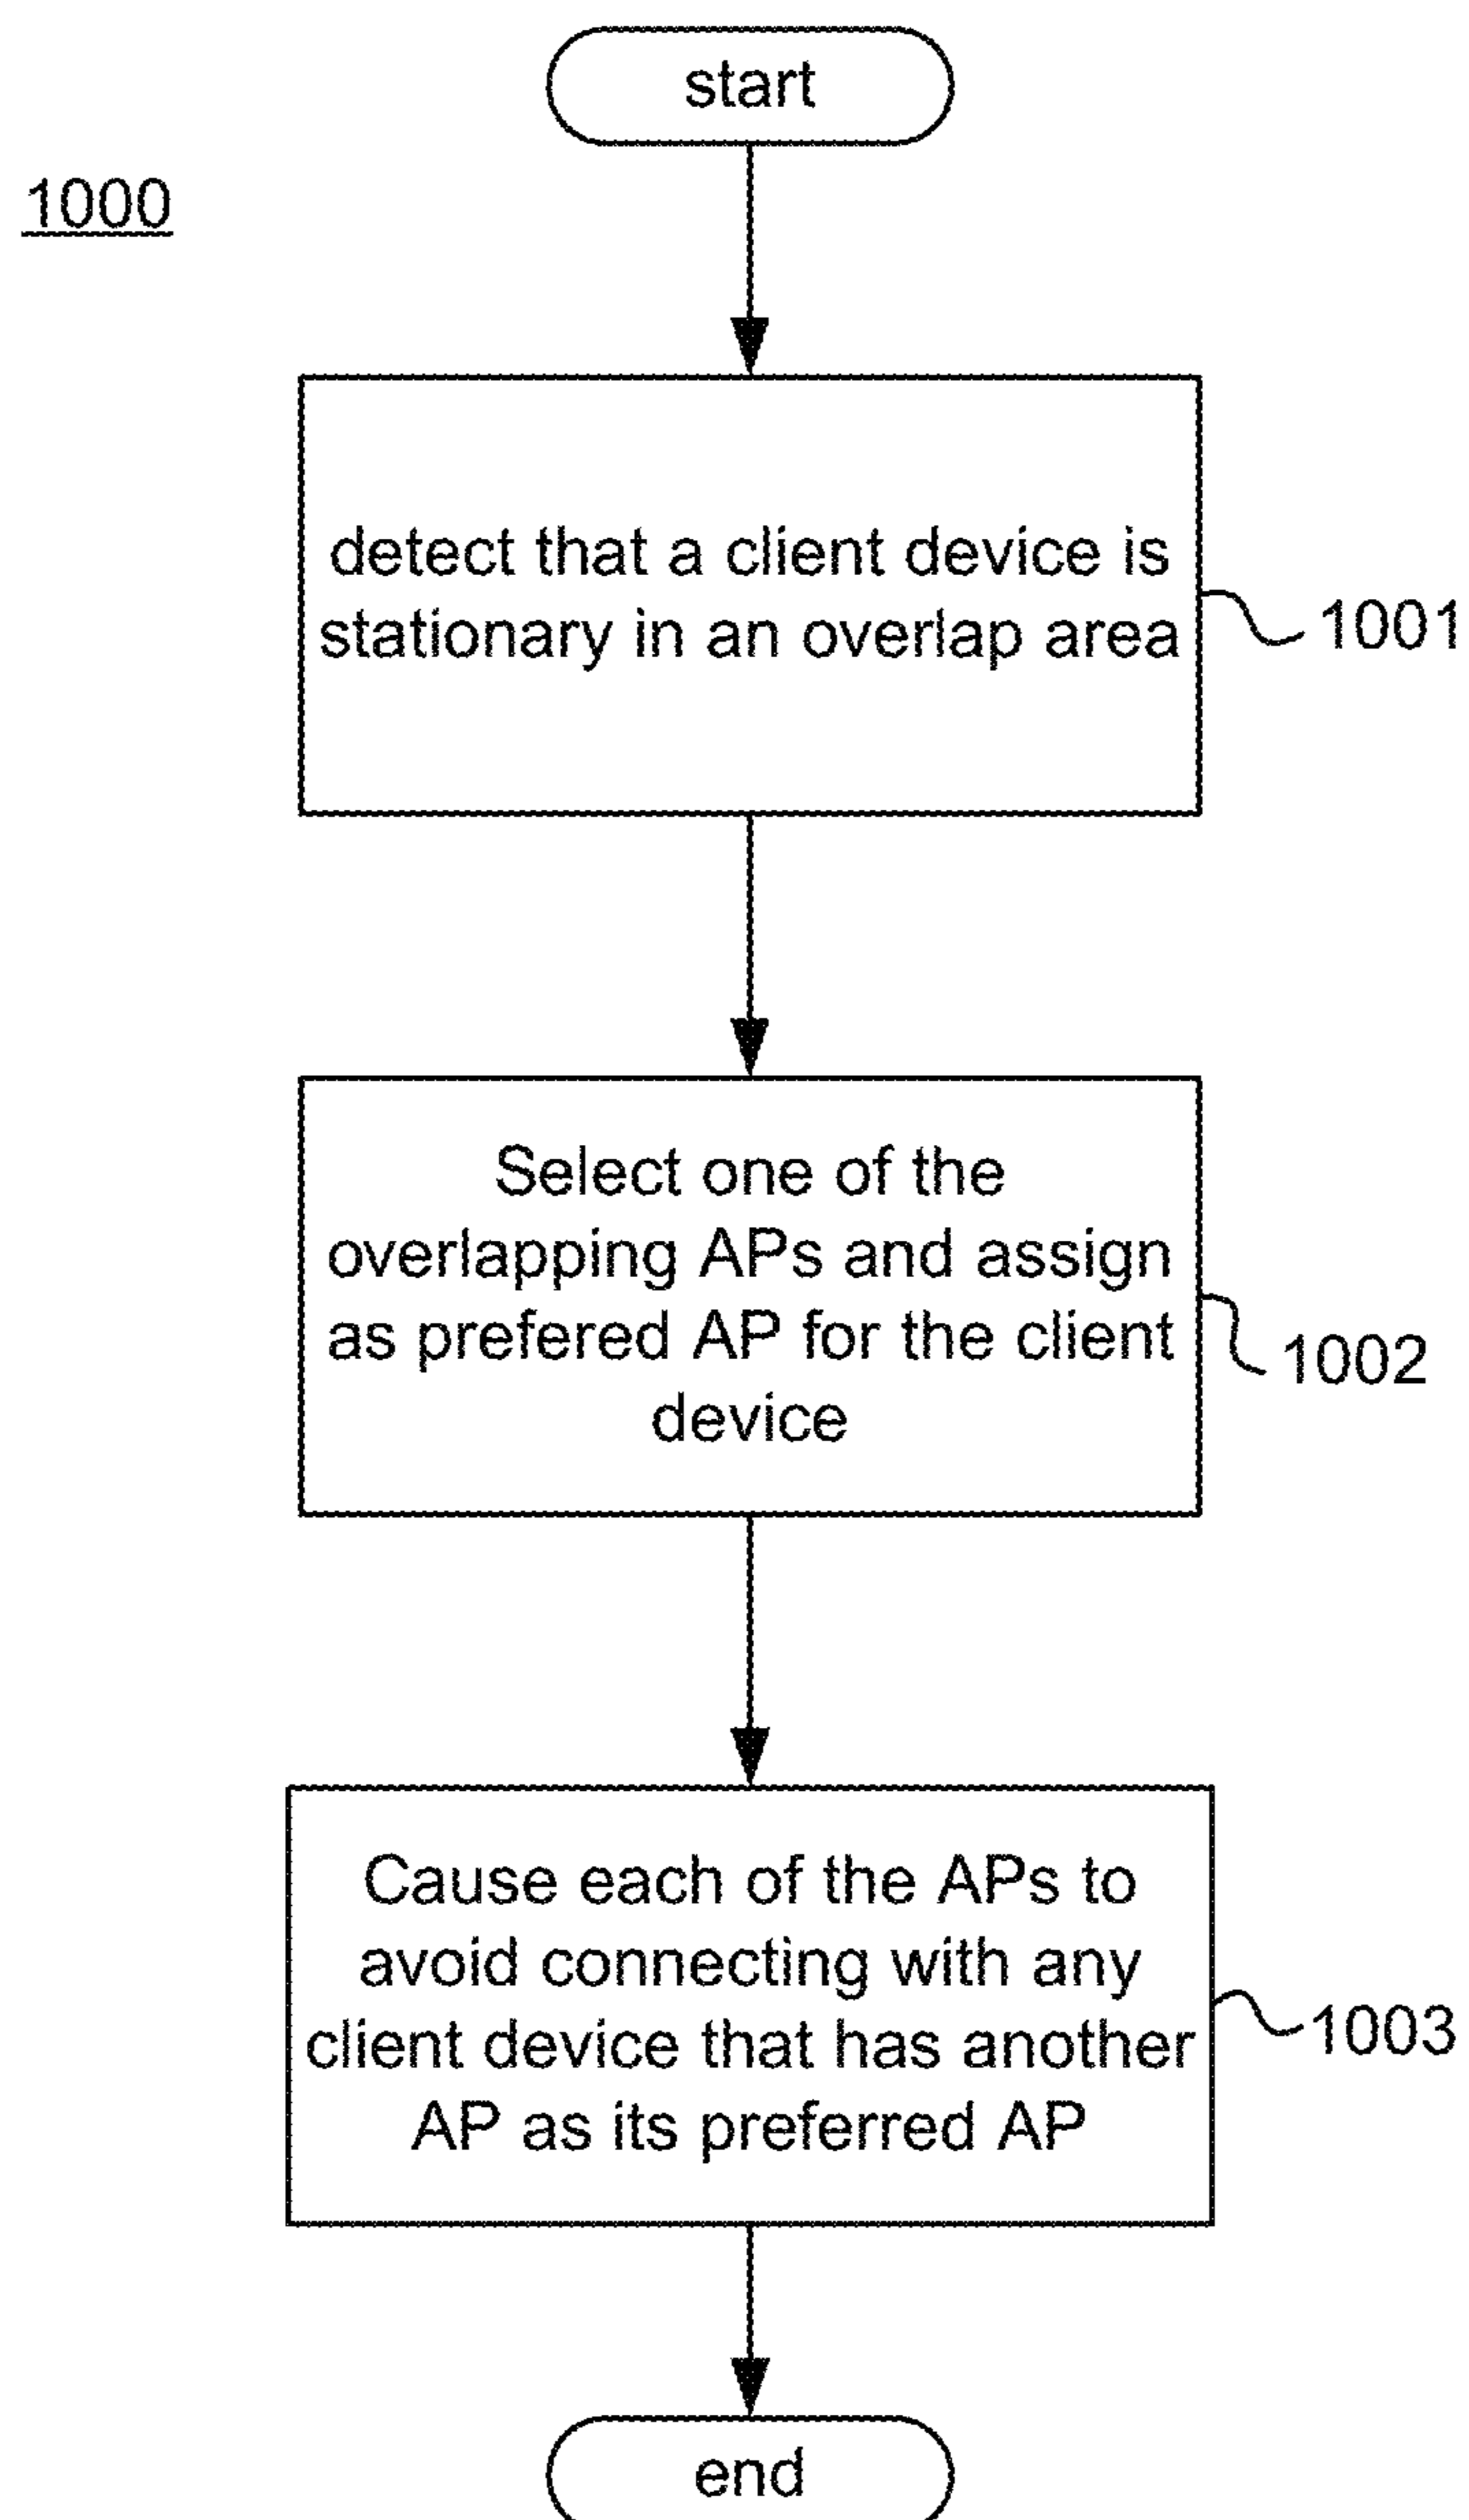 start
1000
detect that a client device is
stationary in an overlap area
1001
Select one of the
overlapping APs and assign
as prefered AP for the client
device
1002
Cause each of the APs to
avoid connecting with any
client device that has another
AP as its preferred AP
1003
end